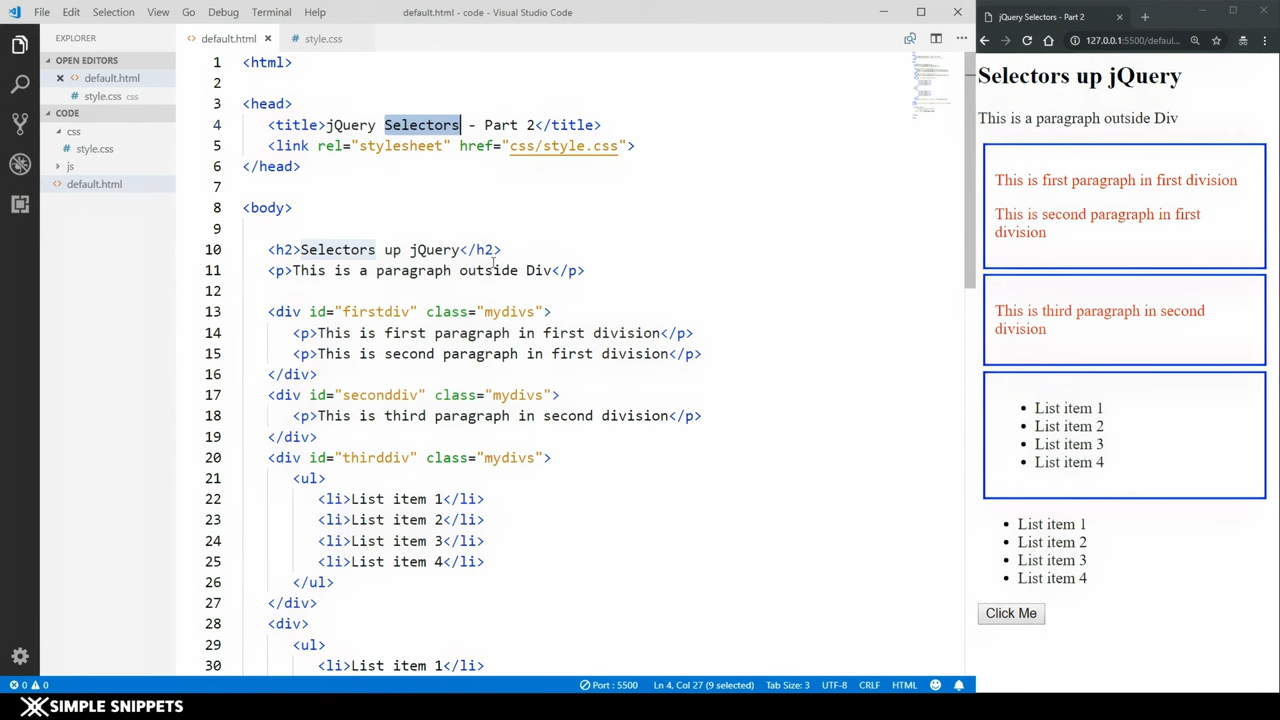 File Edit Selection View Go Debug Terminal Help
default.html - code - Visual Studio Code
jQuery Selectors - Part 2
EXPLORER
default.html
style.css
127.0.0.1:5500/defaul...
OPEN EDITORS
default.html
style.css css
CODE
css
style.css
js
default.html
1 <html>
2
3 <head>
4 <title>jQuery Selectors - Part 2</title>
5 <link rel="stylesheet" href="css/style.css">
6 </head>
7
8 <body>
9
10 <h2>Selectors up jQuery</h2>
11 <p>This is a paragraph outside Div</p>
12
13 <div id="firstdiv" class="mydivs">
14 <p>This is first paragraph in first division</p>
15 <p>This is second paragraph in first division</p>
16 </div>
17 <div id="seconddiv" class="mydivs">
18 <p>This is third paragraph in second division</p>
19 </div>
20 <div id="thirddiv" class="mydivs">
21 <ul>
22 <li>List item 1</li>
23 <li>List item 2</li>
24 <li>List item 3</li>
25 <li>List item 4</li>
26 </ul>
27 </div>
28 <div>
29 <ul>
30 <li>List item 1</li>
Selectors up jQuery
This is a paragraph outside Div
This is first paragraph in first division
This is second paragraph in first
division
This is third paragraph in second
division
List item 1
List item 2
List item 3
List item 4
List item 1
List item 2
List item 3
List item 4
Click Me
0 0
Port : 5500
Ln 4, Col 27 (9 selected)
Tab Size: 3
UTF-8
CRLF
HTML
SIMPLE SNIPPETS